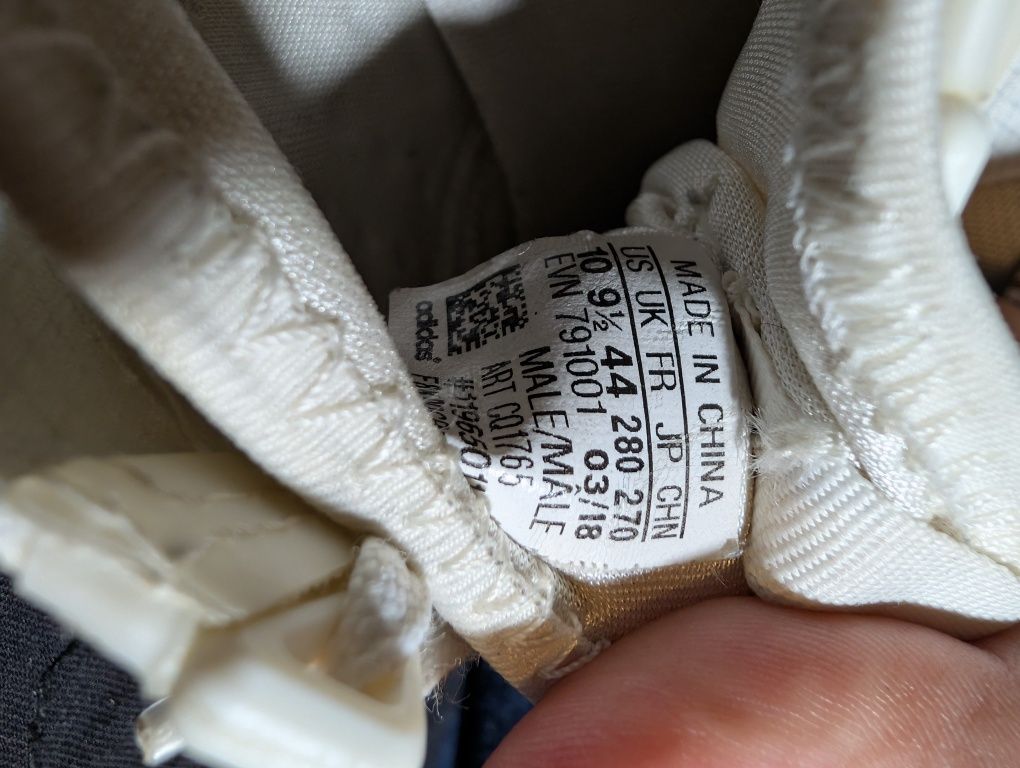 MADE IN CHINA
US UK FR JP CHN
10 9½ 44 280 270
EVN 791001 03/18
MALE/MÂLE
ART CQ1765
adidas